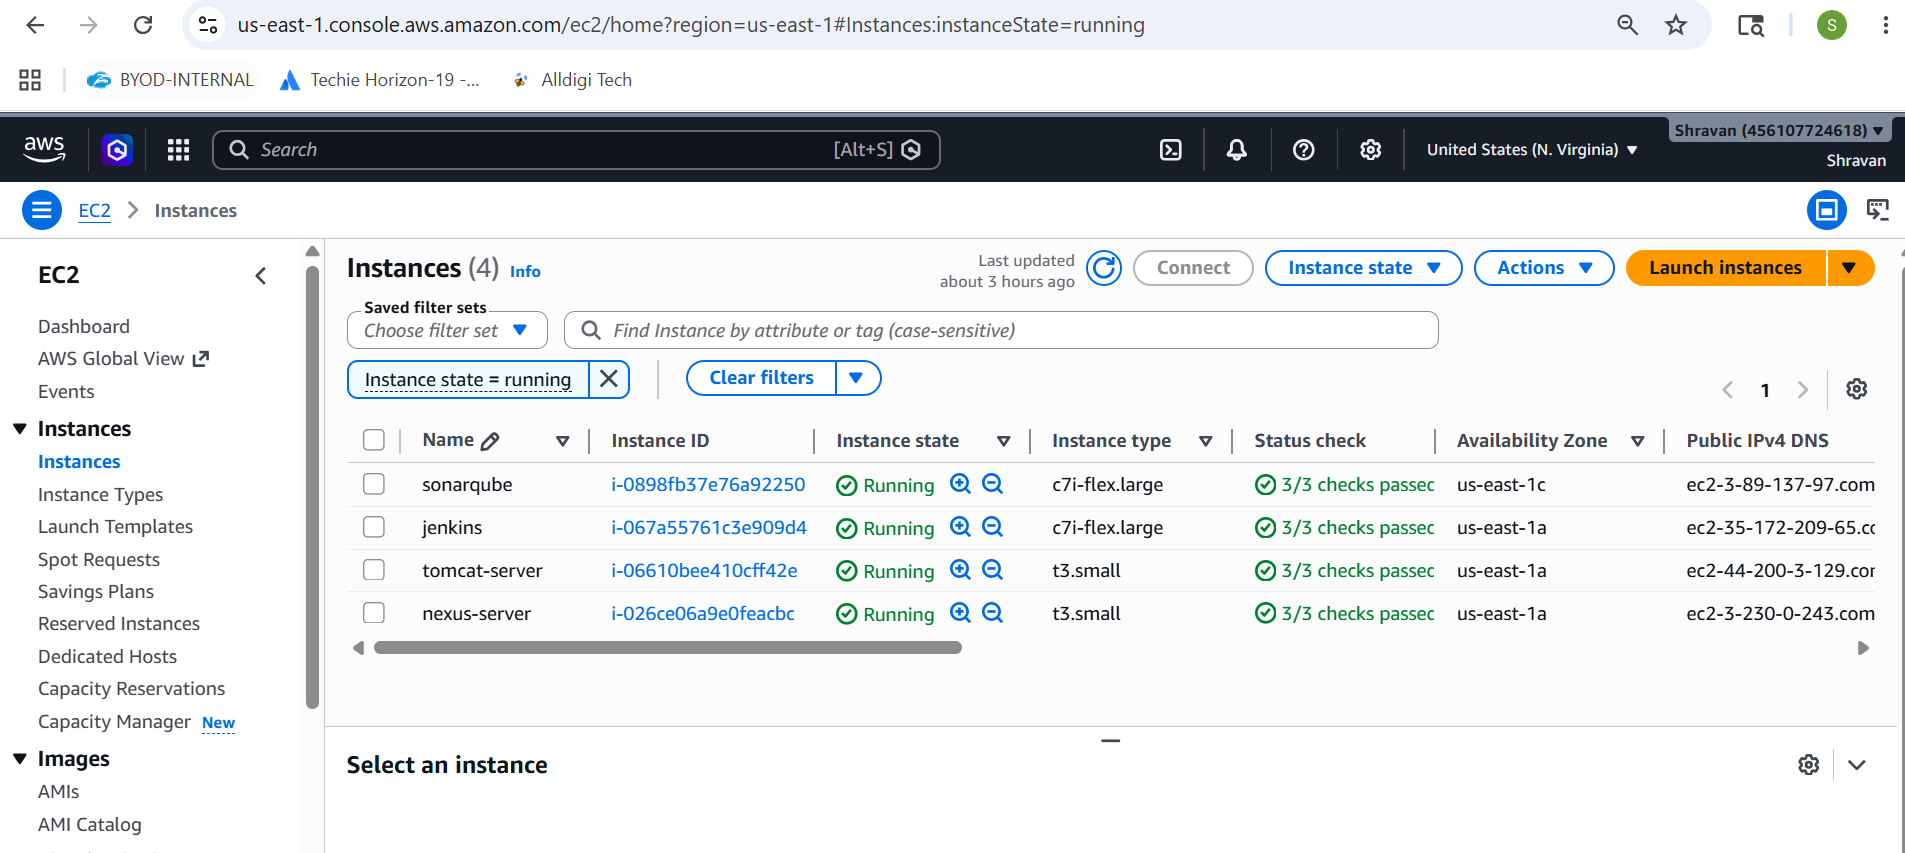 us-east-1.console.aws.amazon.com/ec2/home?region=us-east-1#Instances:instanceState=running
S
BYOD-INTERNAL
Techie Horizon-19 -...
Alldigi Tech
aws
Search
[Alt+S]
United States (N. Virginia)
Shravan (456107724618)
Shravan
EC2
Instances
EC2
Dashboard
AWS Global View
Events
Instances
Instances
Instance Types
Launch Templates
Spot Requests
Savings Plans
Reserved Instances
Dedicated Hosts
Capacity Reservations
Capacity Manager New
Images
AMIs
AMI Catalog
Instances (4) Info
Last updated
about 3 hours ago
Connect
Instance state
Actions
Launch instances
Saved filter sets
Choose filter set
Find Instance by attribute or tag (case-sensitive)
Instance state = running
Clear filters
1
Name Instance ID Instance state Instance type Status check Availability Zone Public IPv4 DNS
sonarqube i-0898fb37e76a92250 Running c7i-flex.large 3/3 checks passed us-east-1c ec2-3-89-137-97.com
jenkins i-067a55761c3e909d4 Running c7i-flex.large 3/3 checks passed us-east-1a ec2-35-172-209-65.cc
tomcat-server i-06610bee410cff42e Running t3.small 3/3 checks passed us-east-1a ec2-44-200-3-129.cor
nexus-server i-026ce06a9e0feacbc Running t3.small 3/3 checks passed us-east-1a ec2-3-230-0-243.com
Select an instance